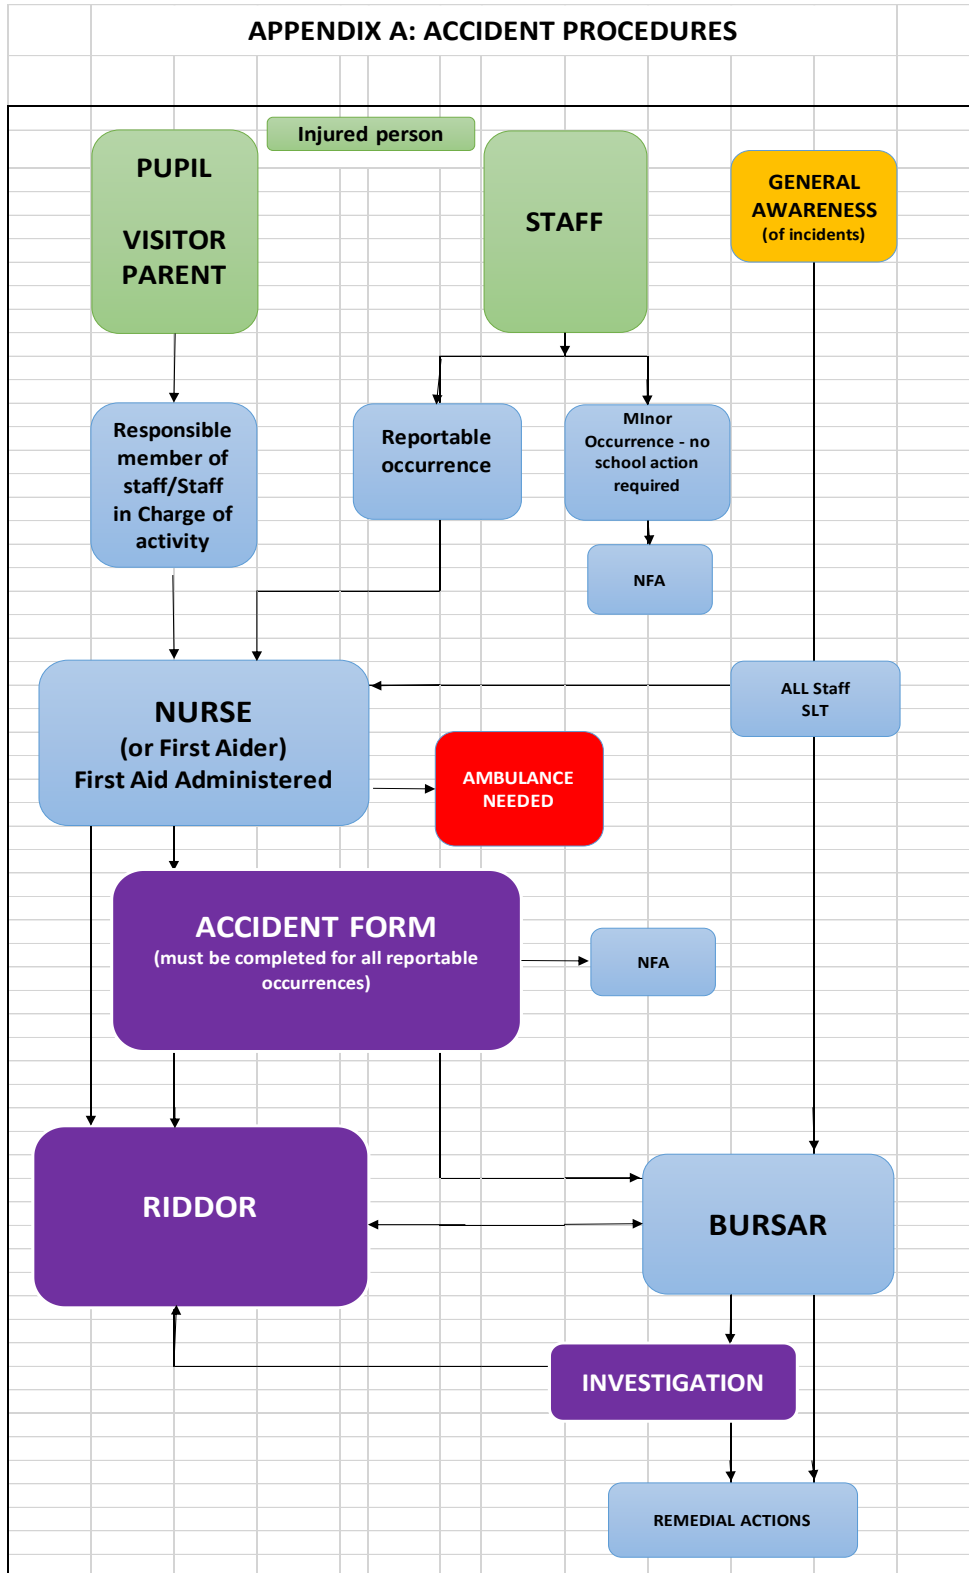 APPENDIX A: ACCIDENT PROCEDURES
Injured person
PUPIL
VISITOR
PARENT
STAFF
GENERAL
AWARENESS
(of incidents)
Responsible
member of
staff/Staff
in Charge of
activity
Reportable
occurrence
MInor
Occurrence - no
school action
required
NFA
NURSE
(or First Aider)
First Aid Administered
ALL Staff
SLT
AMBULANCE
NEEDED
ACCIDENT FORM
(must be completed for all reportable
occurrences)
NFA
RIDDOR
BURSAR
INVESTIGATION
REMEDIAL ACTIONS